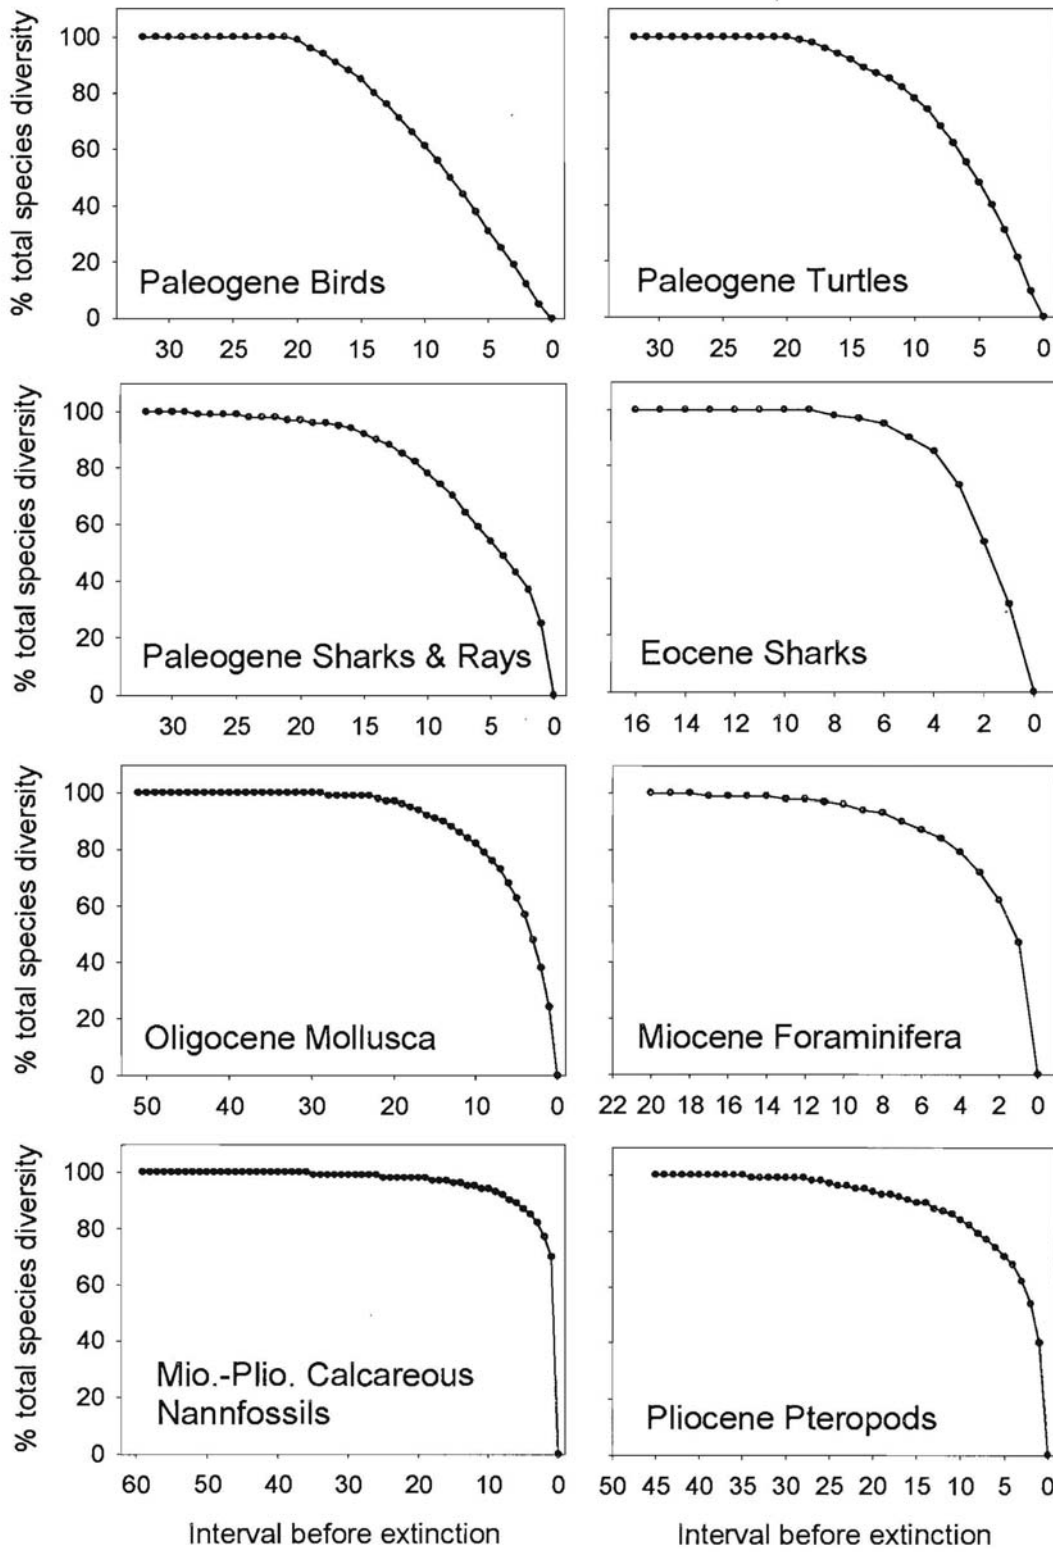 % total species diversity
100
80
60
40
20
0
Paleogene Birds
30 25 20 15 10 5 0
Paleogene Turtles
30 25 20 15 10 5 0
% total species diversity
100
80
60
40
20
0
Paleogene Sharks & Rays
30 25 20 15 10 5 0
Eocene Sharks
16 14 12 10 8 6 4 2 0
% total species diversity
100
80
60
40
20
0
Oligocene Mollusca
50 40 30 20 10 0
Miocene Foraminifera
22 20 18 16 14 12 10 8 6 4 2 0
% total species diversity
100
80
60
40
20
0
Mio.-Plio. Calcareous
Nannfossils
60 50 40 30 20 10 0
Interval before extinction
Pliocene Pteropods
50 45 40 35 30 25 20 15 10 5 0
Interval before extinction